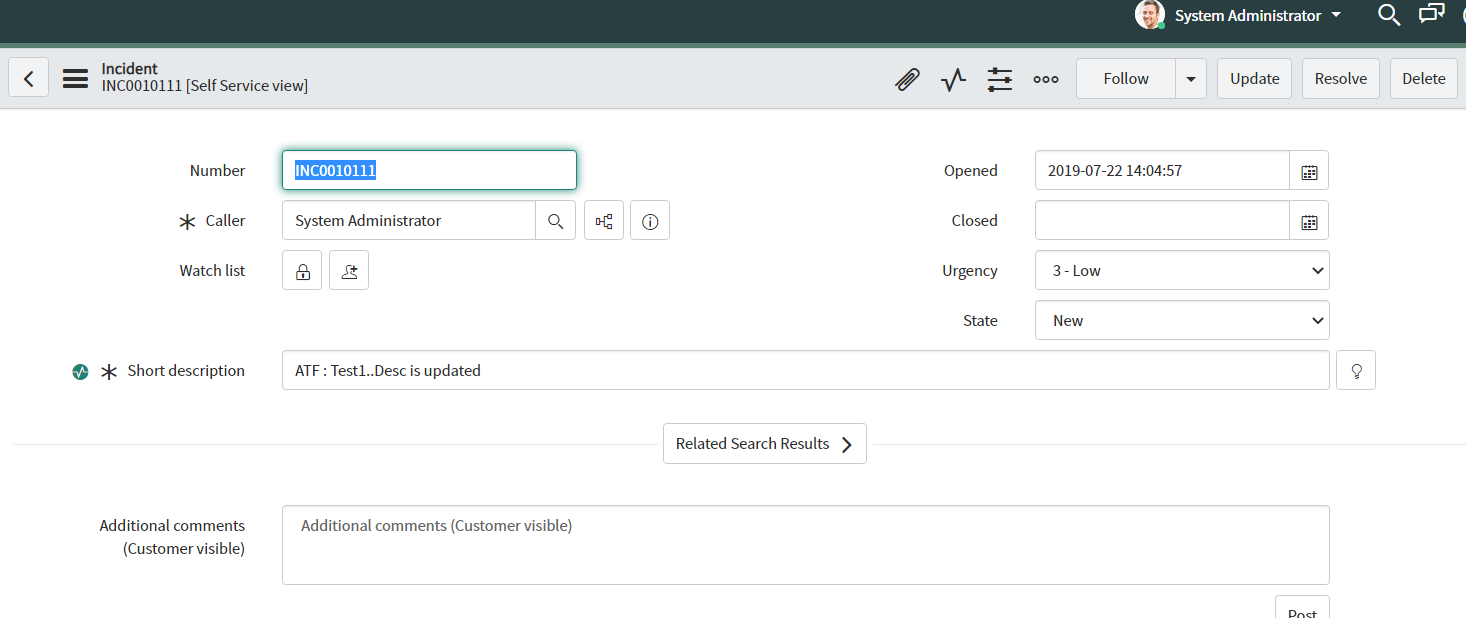 System Administrator
Incident
INC0010111 [Self Service view]
Follow
Update
Resolve
Delete
Number
INC0010111
Opened
2019-07-22 14:04:57
Caller
System Administrator
Closed
Watch list
Urgency
3 - Low
State
New
Short description
ATF : Test1..Desc is updated
Related Search Results
Additional comments
(Customer visible)
Additional comments (Customer visible)
Post